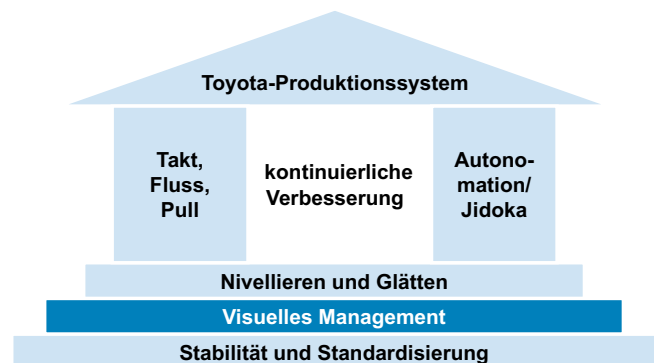 Toyota-Produktionssystem
Takt,
Fluss,
Pull
kontinuierliche
Verbesserung
Autono-
mation/
Jidoka
Nivellieren und Glätten
Visuelles Management
Stabilität und Standardisierung